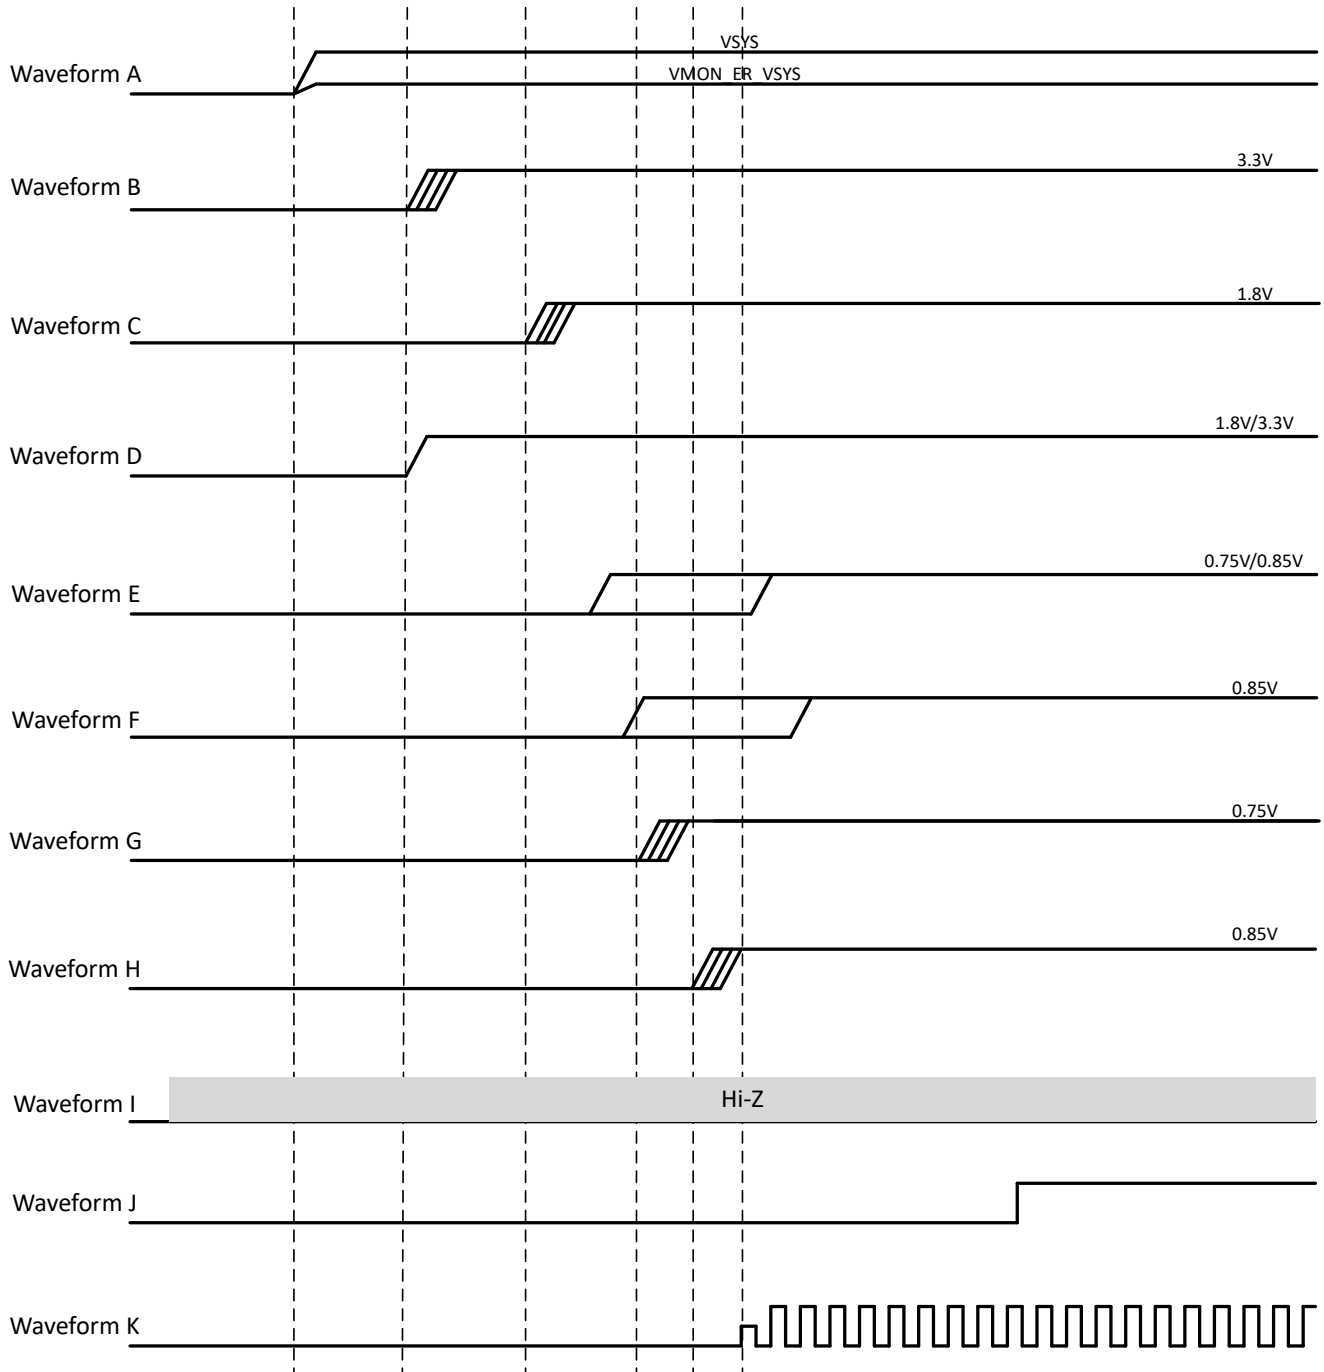 VSYS
Waveform A
VMON_ER_VSYS
3.3V
Waveform B
1.8V
Waveform C
1.8V/3.3V
Waveform D
0.75V/0.85V
Waveform E
0.85V
Waveform F
0.75V
Waveform G
0.85V
Waveform H
Hi-Z
Waveform I
Waveform J
Waveform K